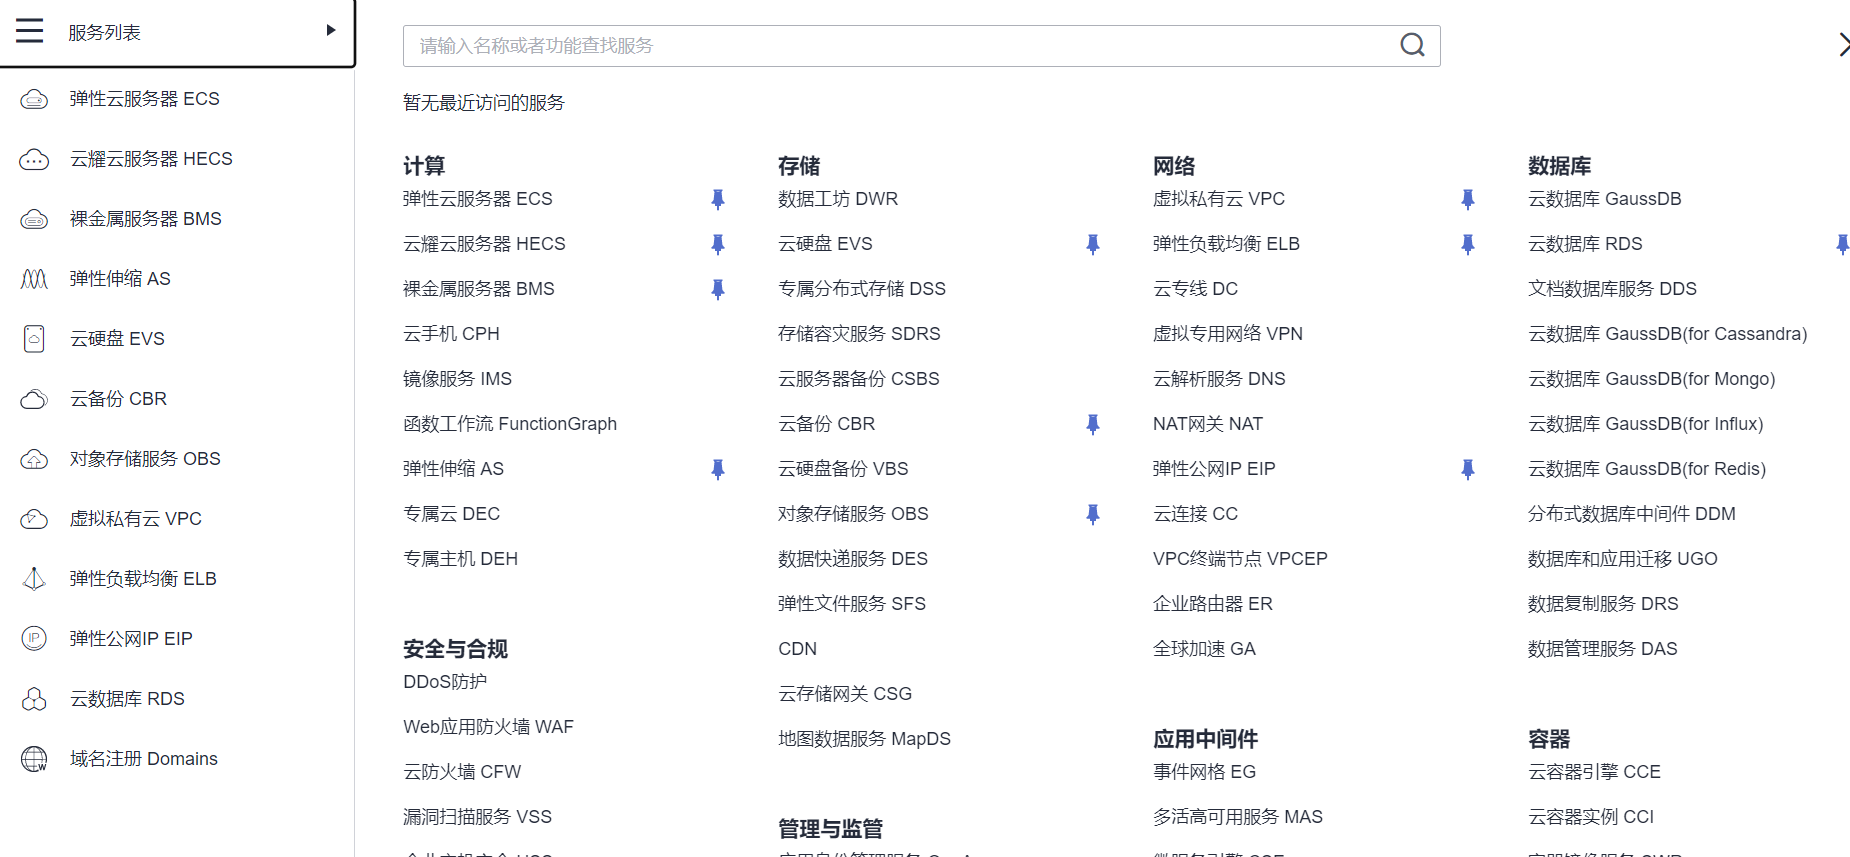 服务列表
弹性云服务器 ECS
云耀云服务器 HECS
裸金属服务器 BMS
弹性伸缩 AS
云硬盘 EVS
云备份 CBR
对象存储服务 OBS
虚拟私有云 VPC
弹性负载均衡 ELB
IP
弹性公网IP EIP
云数据库 RDS
域名注册 Domains
请输入名称或者功能查找服务
暂无最近访问的服务
计算
弹性云服务器 ECS
云耀云服务器 HECS
裸金属服务器 BMS
云手机 CPH
镜像服务 IMS
函数工作流 FunctionGraph
弹性伸缩 AS
专属云 DEC
专属主机 DEH
安全与合规
DDoS防护
Web应用防火墙 WAF
云防火墙 CFW
漏洞扫描服务 VSS
存储
数据工坊 DWR
云硬盘 EVS
专属分布式存储 DSS
存储容灾服务 SDRS
云服务器备份 CSBS
云备份 CBR
云硬盘备份 VBS
对象存储服务 OBS
数据快递服务 DES
弹性文件服务 SFS
CDN
云存储网关 CSG
地图数据服务 MapDS
管理与监管
网络
虚拟私有云 VPC
弹性负载均衡 ELB
云专线 DC
虚拟专用网络 VPN
云解析服务 DNS
NAT网关 NAT
弹性公网IP EIP
云连接 CC
VPC终端节点 VPCEP
企业路由器 ER
全球加速 GA
应用中间件
事件网格 EG
多活高可用服务 MAS
数据库
云数据库 GaussDB
云数据库 RDS
文档数据库服务 DDS
云数据库 GaussDB(for Cassandra)
云数据库 GaussDB(for Mongo)
云数据库 GaussDB(for Influx)
云数据库 GaussDB(for Redis)
分布式数据库中间件 DDM
数据库和应用迁移 UGO
数据复制服务 DRS
数据管理服务 DAS
容器
云容器引擎 CCE
云容器实例 CCI